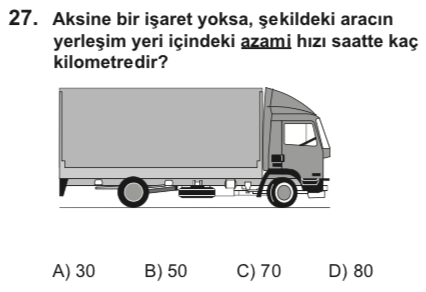 27. Aksine bir işaret yoksa, şekildeki aracın
yerleşim yeri içindeki azami hızı saatte kaç
kilometredir?
A) 30 B) 50 C) 70 D) 80